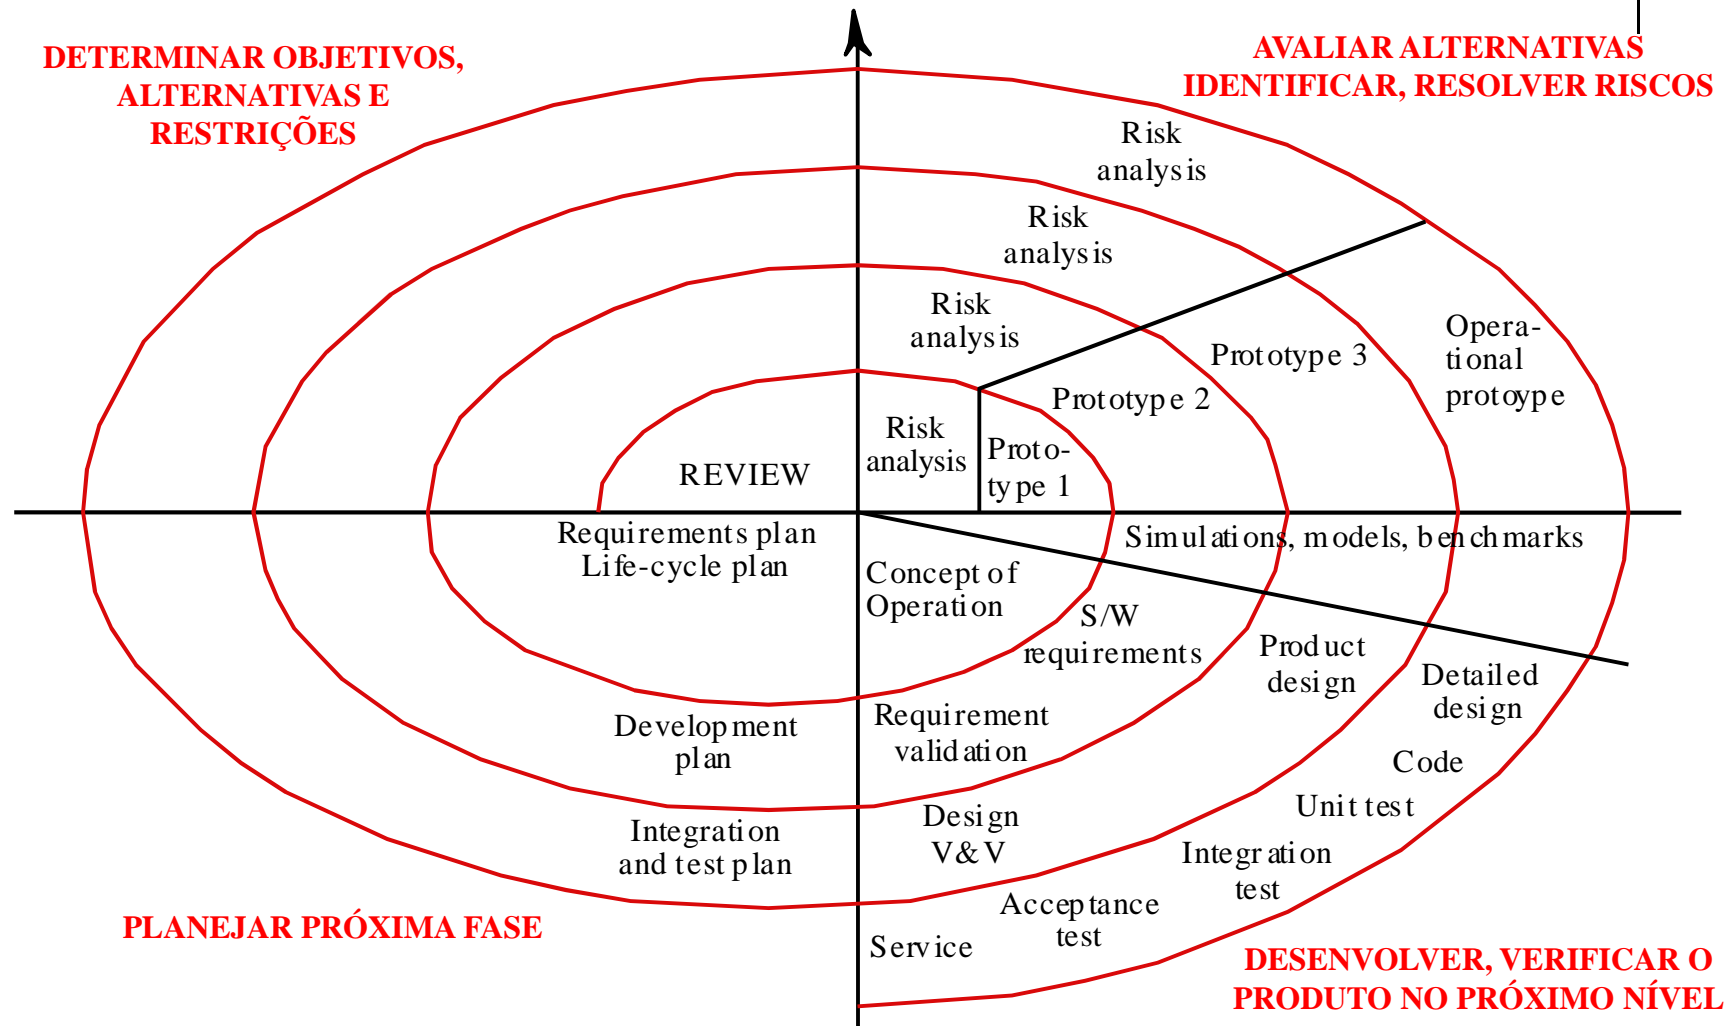 DETERMINAR OBJETIVOS,
ALTERNATIVAS E
RESTRIÇÕES
AVALIAR ALTERNATIVAS
IDENTIFICAR, RESOLVER RISCOS
Risk
analysis
Risk
analysis
Risk
analysis
Risk
analysis
Proto-
type 1
Prototype 2
Prototype 3
Opera-
tional
protoype
REVIEW
Requirements plan
Life-cycle plan
Simulations, models, benchmarks
Concept of
Operation
S/W
requirements
Product
design
Detailed
design
Development
plan
Requirement
validation
Code
Unit test
Integration
and test plan
Design
V&V
Integration
test
Acceptance
test
Service
PLANEJAR PRÓXIMA FASE
DESENVOLVER, VERIFICAR O
PRODUTO NO PRÓXIMO NÍVEL